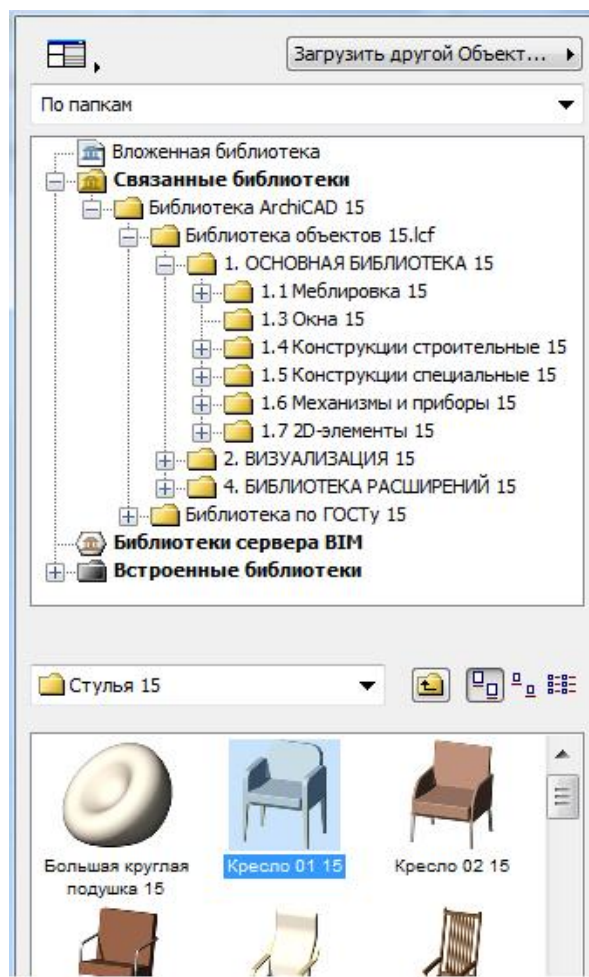 Загрузить другой Объект...
По папкам
Вложенная библиотека
Связанные библиотеки
Библиотека ArchiCAD 15
Библиотека объектов 15.lcf
1. ОСНОВНАЯ БИБЛИОТЕКА 15
1.1 Меблировка 15
1.3 Окна 15
1.4 Конструкции строительные 15
1.5 Конструкции специальные 15
1.6 Механизмы и приборы 15
1.7 2D-элементы 15
2. ВИЗУАЛИЗАЦИЯ 15
4. БИБЛИОТЕКА РАСШИРЕНИЙ 15
Библиотека по ГОСТу 15
Библиотеки сервера BIM
Встроенные библиотеки
Стулья 15
Большая круглая
подушка 15
Кресло 01 15
Кресло 02 15